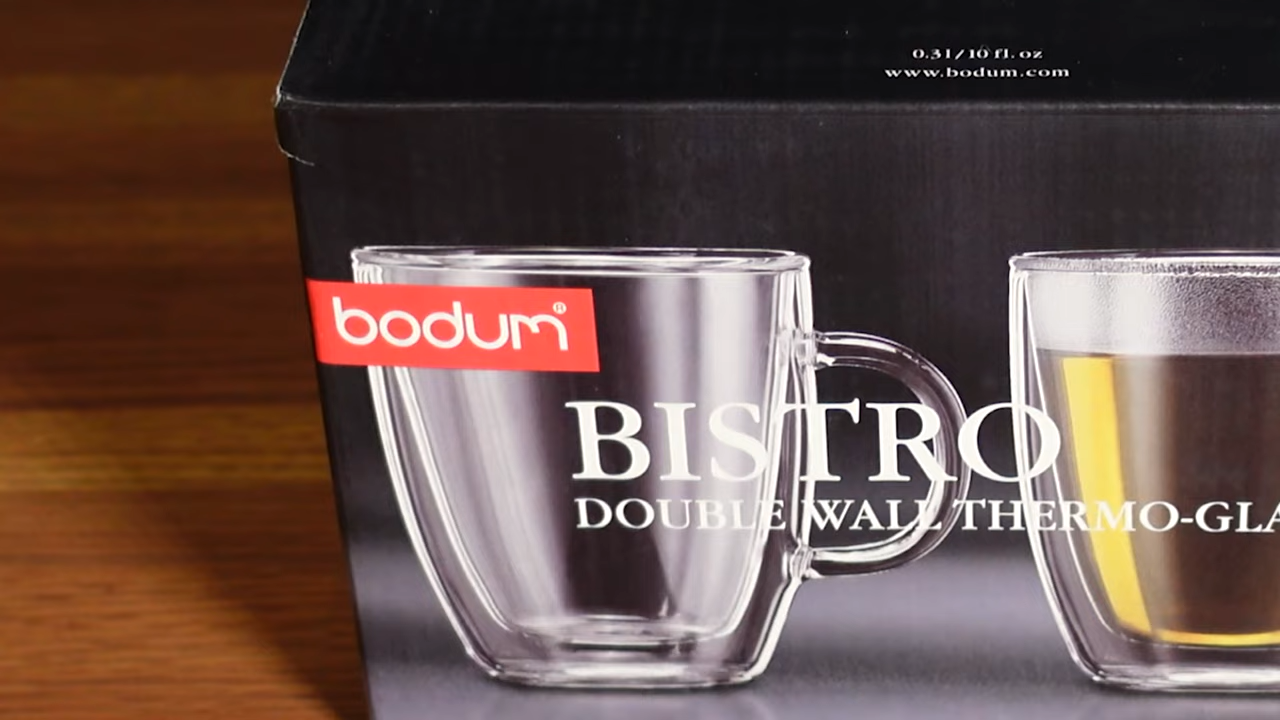 0.3l/10 fl. oz
www.bodum.com
bodum®
BISTRO
DOUBLE WALL THERMO-GLA